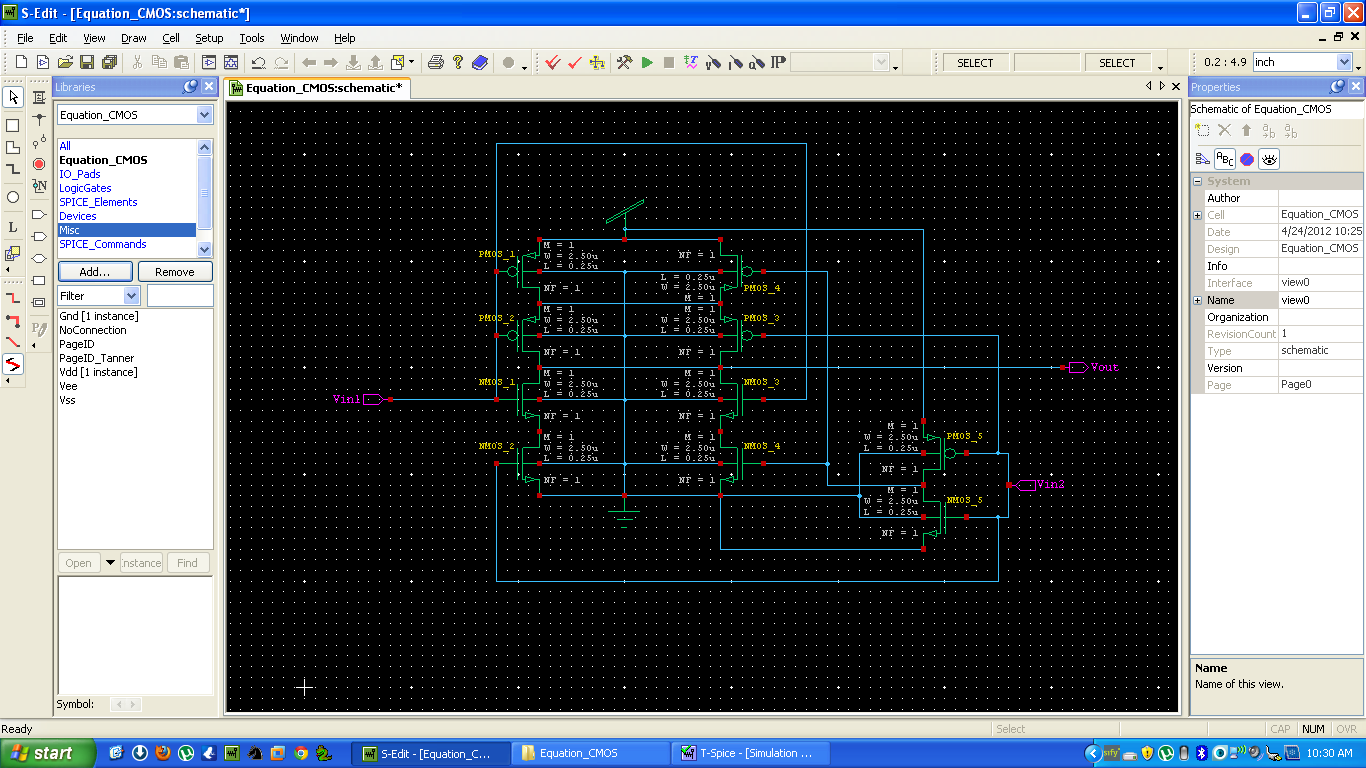 S-Edit - [Equation_CMOS:schematic*]
File Edit View Draw Cell Setup Tools Window Help
SELECT SELECT 0.2 : 4.9 inch
Libraries
Equation_CMOS:schematic*
Properties
Equation_CMOS
Schematic of Equation_CMOS
All
Equation_CMOS
IO_Pads
LogicGates
SPICE_Elements
Devices
Misc
SPICE_Commands
Add... Remove
Filter
Gnd [1 instance]
NoConnection
PageID
PageID_Tanner
Vdd [1 instance]
Vee
Vss
Open Instance Find
Symbol:
PMOS_1
M = 1
W = 2.50u
L = 0.25u
NF = 1
NF = 1
L = 0.25u
W = 2.50u
M = 1
PMOS_4
PMOS_2
M = 1
W = 2.50u
L = 0.25u
NF = 1
M = 1
W = 2.50u
L = 0.25u
NF = 1
PMOS_3
Vout
NMOS_1
M = 1
W = 2.50u
L = 0.25u
NF = 1
M = 1
W = 2.50u
L = 0.25u
NF = 1
NMOS_3
Vin1
NMOS_2
M = 1
W = 2.50u
L = 0.25u
NF = 1
M = 1
W = 2.50u
L = 0.25u
NF = 1
NMOS_4
M = 1
W = 2.50u
L = 0.25u
NF = 1
PMOS_5
Vin2
M = 1
W = 2.50u
L = 0.25u
NF = 1
NMOS_5
System
Author
Cell Equation_CMOS
Date 4/24/2012 10:25
Design Equation_CMOS
Info
Interface view0
Name view0
Organization
RevisionCount 1
Type schematic
Version
Page Page0
Name
Name of this view.
Ready Select CAP NUM OVR
start S-Edit - [Equation_C... Equation_CMOS T-Spice - [Simulation ... sify 10:30 AM